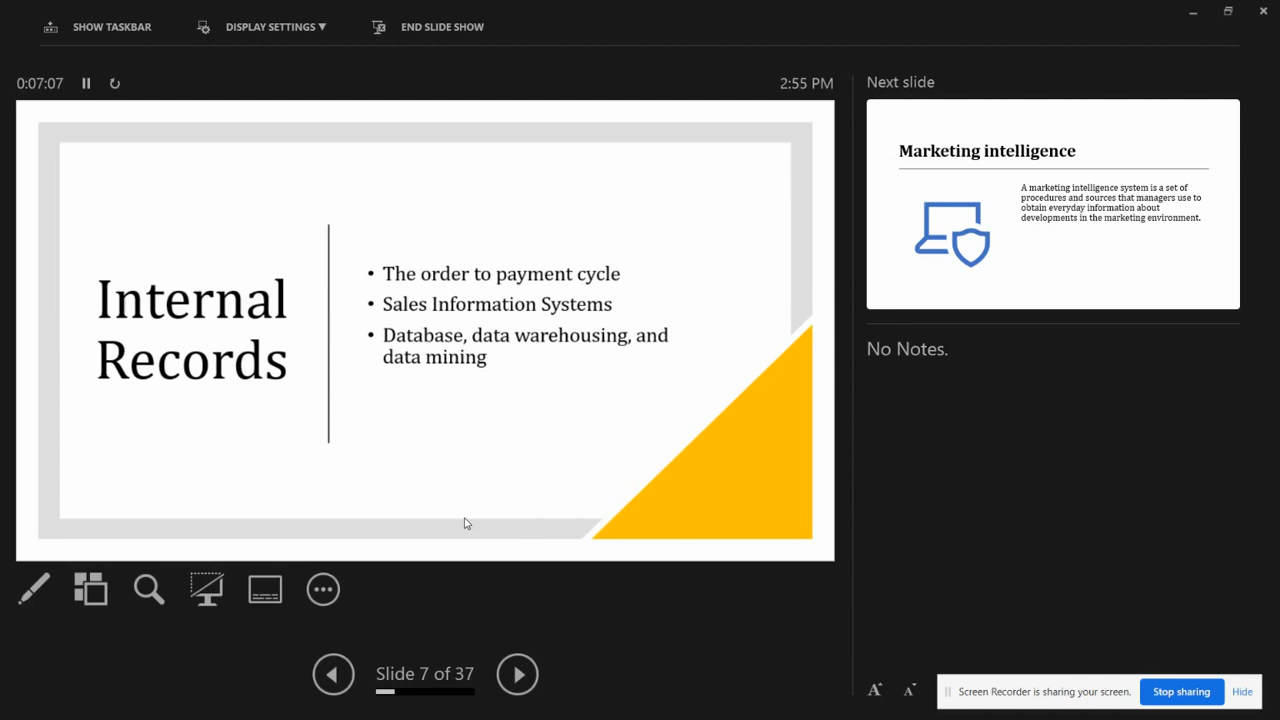 SHOW TASKBAR
DISPLAY SETTINGS ▼
END SLIDE SHOW
0:07:07
2:55 PM
Internal
Records
• The order to payment cycle
• Sales Information Systems
• Database, data warehousing, and
data mining
Slide 7 of 37
Next slide
Marketing intelligence
A marketing intelligence system is a set of
procedures and sources that managers use to
obtain everyday information about
developments in the marketing environment.
No Notes.
A A
Screen Recorder is sharing your screen. Stop sharing Hide